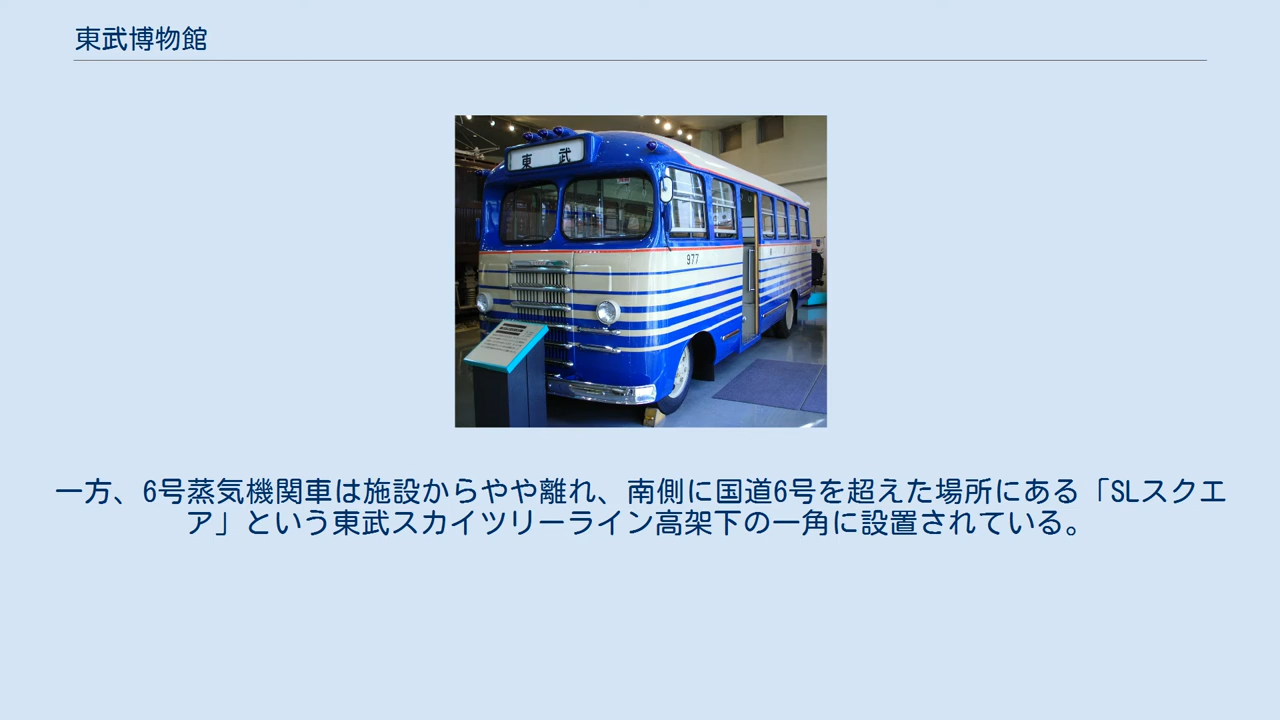 東武博物館
東 武
977
一方、6号蒸気機関車は施設からやや離れ、南側に国道6号を超えた場所にある「SLスクエ
ア」という東武スカイツリーライン高架下の一角に設置されている。